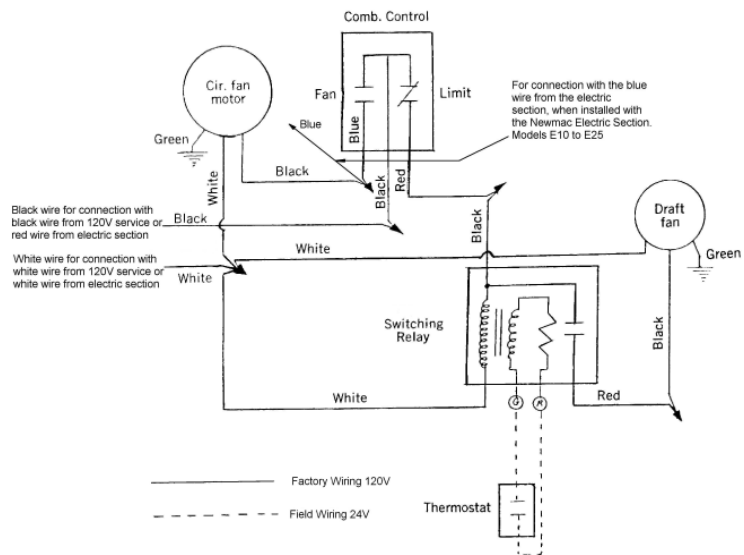 Comb. Control
Cir. fan
motor
Fan
Limit
For connection with the blue
wire from the electric
section, when installed with
the Newmac Electric Section.
Models E10 to E25
Green
Blue
Blue
Black
White
Black
Red
Black
Black wire for connection with
black wire from 120V service or
red wire from electric section
Black
Draft
fan
White
Green
White wire for connection with
white wire from 120V service or
white wire from electric section
White
Switching
Relay
Black
White
Red
G
R
Factory Wiring 120V
Thermostat
Field Wiring 24V